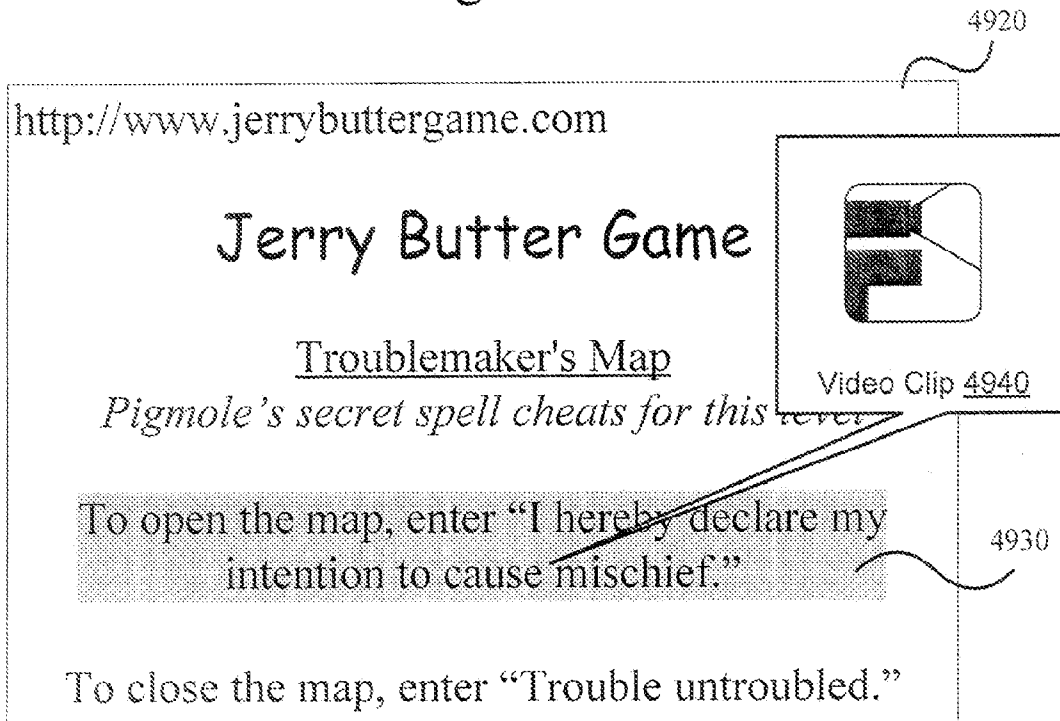 4920
http://www.jerrybuttergame.com
Jerry Butter Game
Troublemaker's Map
Video Clip 4940
Pigmole’s secret spell cheats for this level
To open the map, enter “I hereby declare my
intention to cause mischief.”
4930
To close the map, enter “Trouble untroubled.”